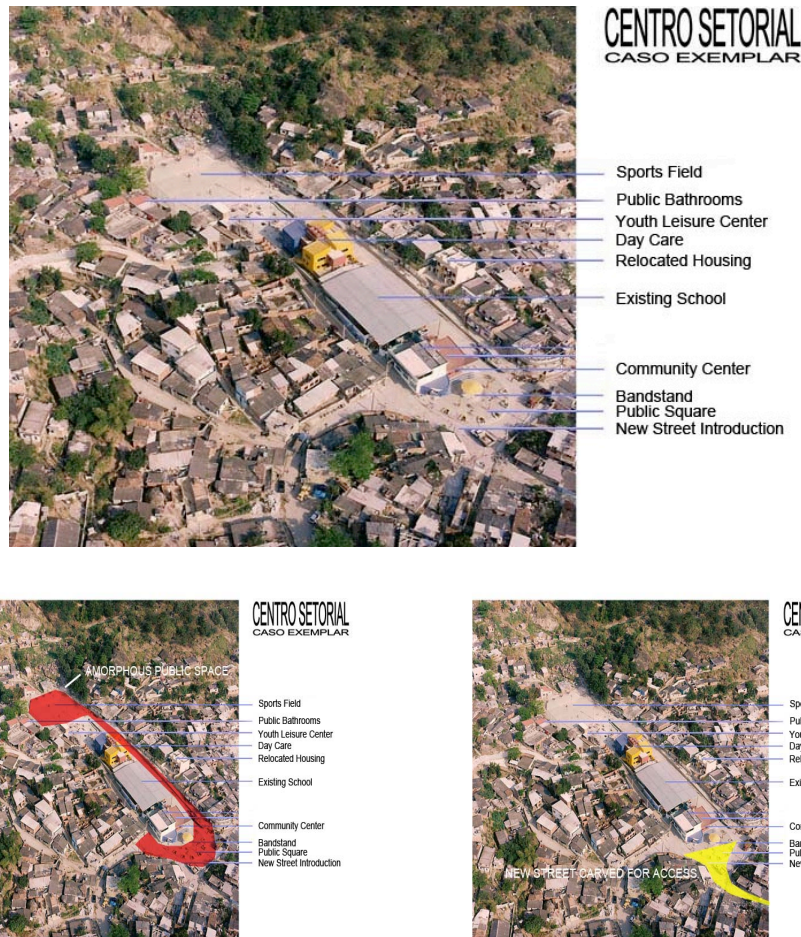 CENTRO SETORIAL
CASO EXEMPLAR
Sports Field
Public Bathrooms
Youth Leisure Center
Day Care
Relocated Housing
Existing School
Community Center
Bandstand
Public Square
New Street Introduction
CENTRO SETORIAL
CASO EXEMPLAR
AMORPHOUS PUBLIC SPACE
Sports Field
Public Bathrooms
Youth Leisure Center
Day Care
Relocated Housing
Existing School
Community Center
Bandstand
Public Square
New Street Introduction
NEW STREET CARVED FOR ACCESS